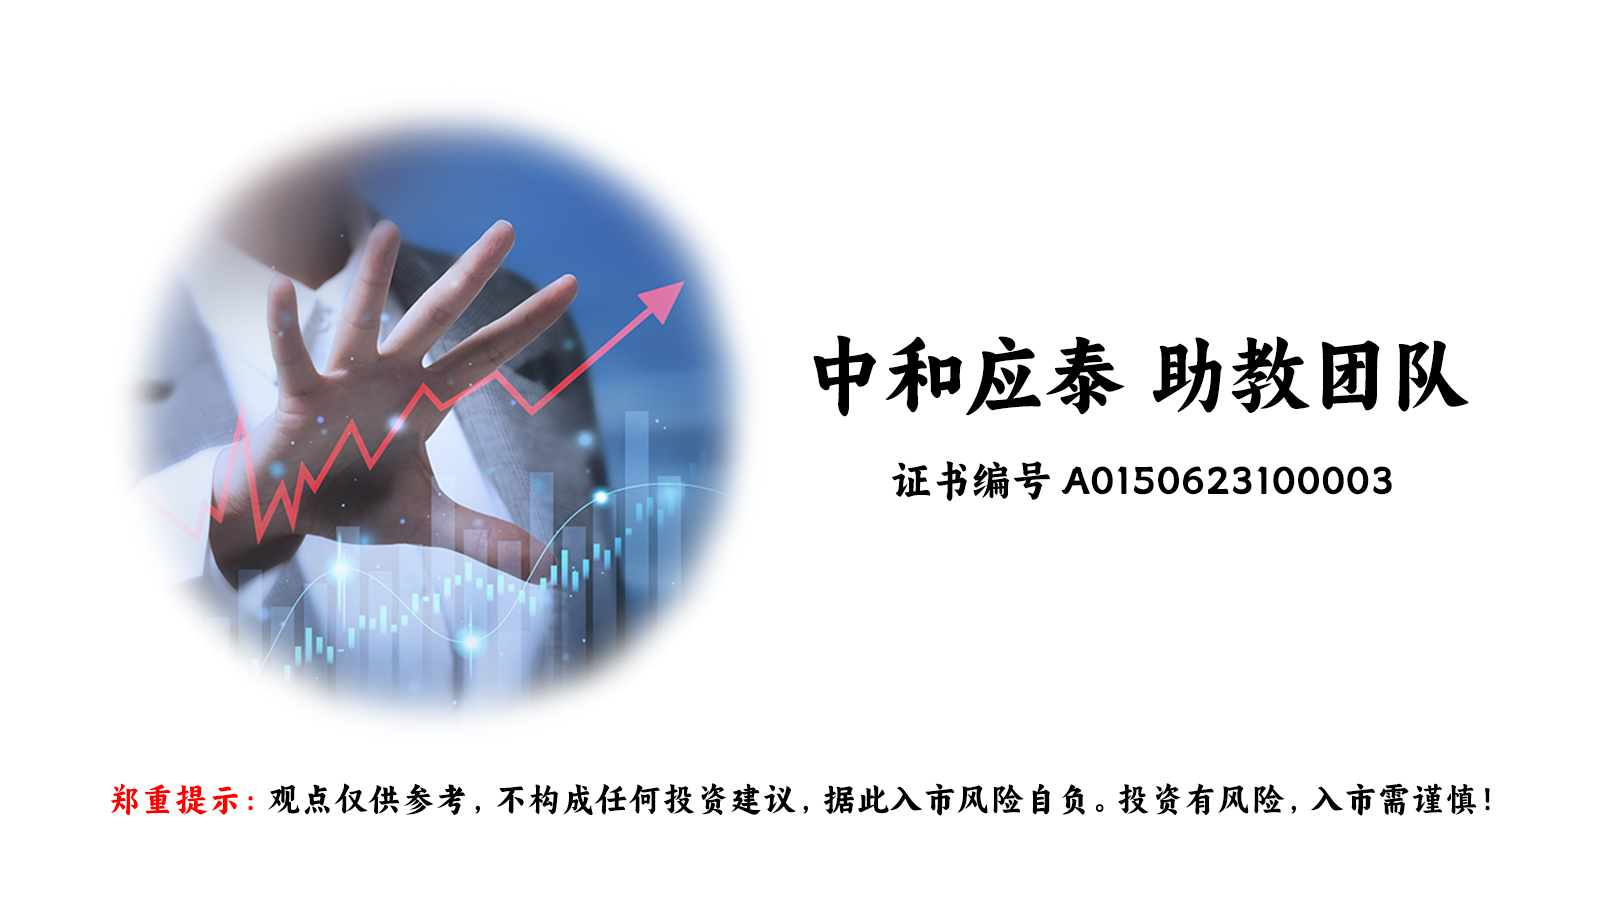 中和应泰 助教团队
证书编号 A0150623100003
郑重提示：观点仅供参考，不构成任何投资建议，据此入市风险自负。投资有风险，入市需谨慎！